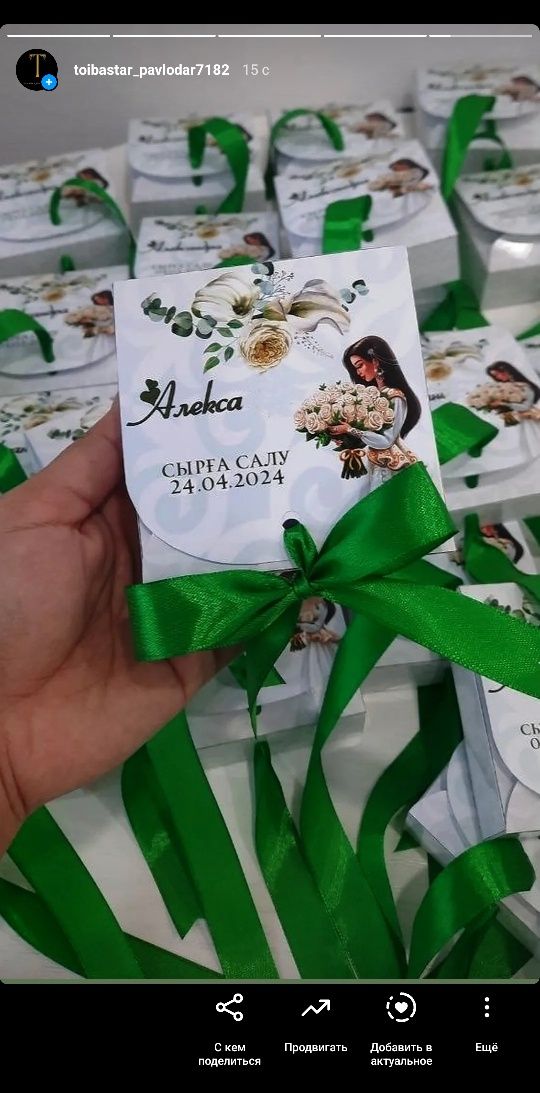 toibastar_pavlodar7182 15 с
Алекса
СЫРҒА САЛУ
24.04.2024
С кем
поделиться
Продвигать
Добавить в
актуальное
Ещё